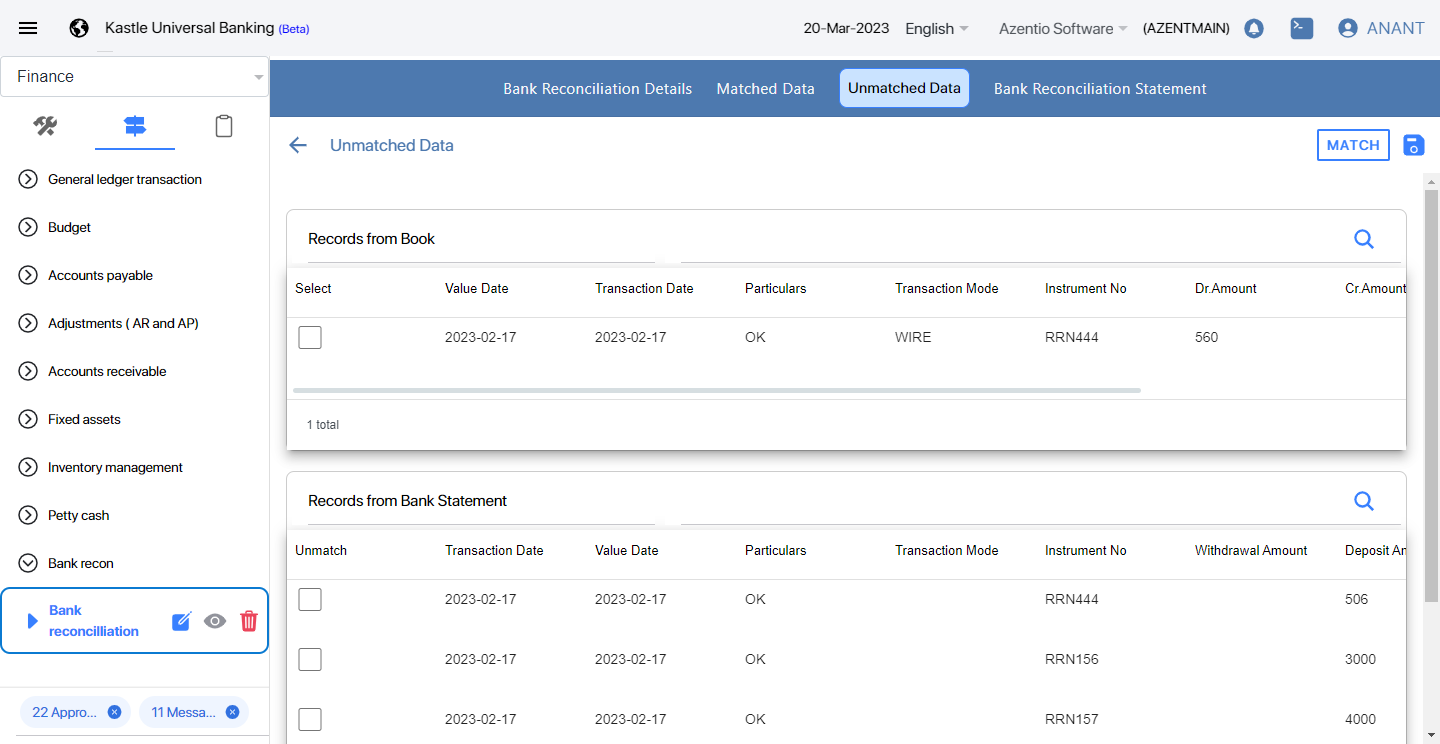 Kastle Universal Banking (Beta)
20-Mar-2023 English Azentio Software (AZENTMAIN) ANANT
Finance
Bank Reconciliation Details Matched Data Unmatched Data Bank Reconciliation Statement
Unmatched Data MATCH
General ledger transaction
Budget
Accounts payable
Adjustments ( AR and AP)
Accounts receivable
Fixed assets
Inventory management
Petty cash
Bank recon
Bank
reconcilliation
22 Appro... 11 Messa...
Records from Book
Select Value Date Transaction Date Particulars Transaction Mode Instrument No Dr.Amount Cr.Amount
2023-02-17 2023-02-17 OK WIRE RRN444 560
1 total
Records from Bank Statement
Unmatch Transaction Date Value Date Particulars Transaction Mode Instrument No Withdrawal Amount Deposit Am
2023-02-17 2023-02-17 OK RRN444 506
2023-02-17 2023-02-17 OK RRN156 3000
2023-02-17 2023-02-17 OK RRN157 4000